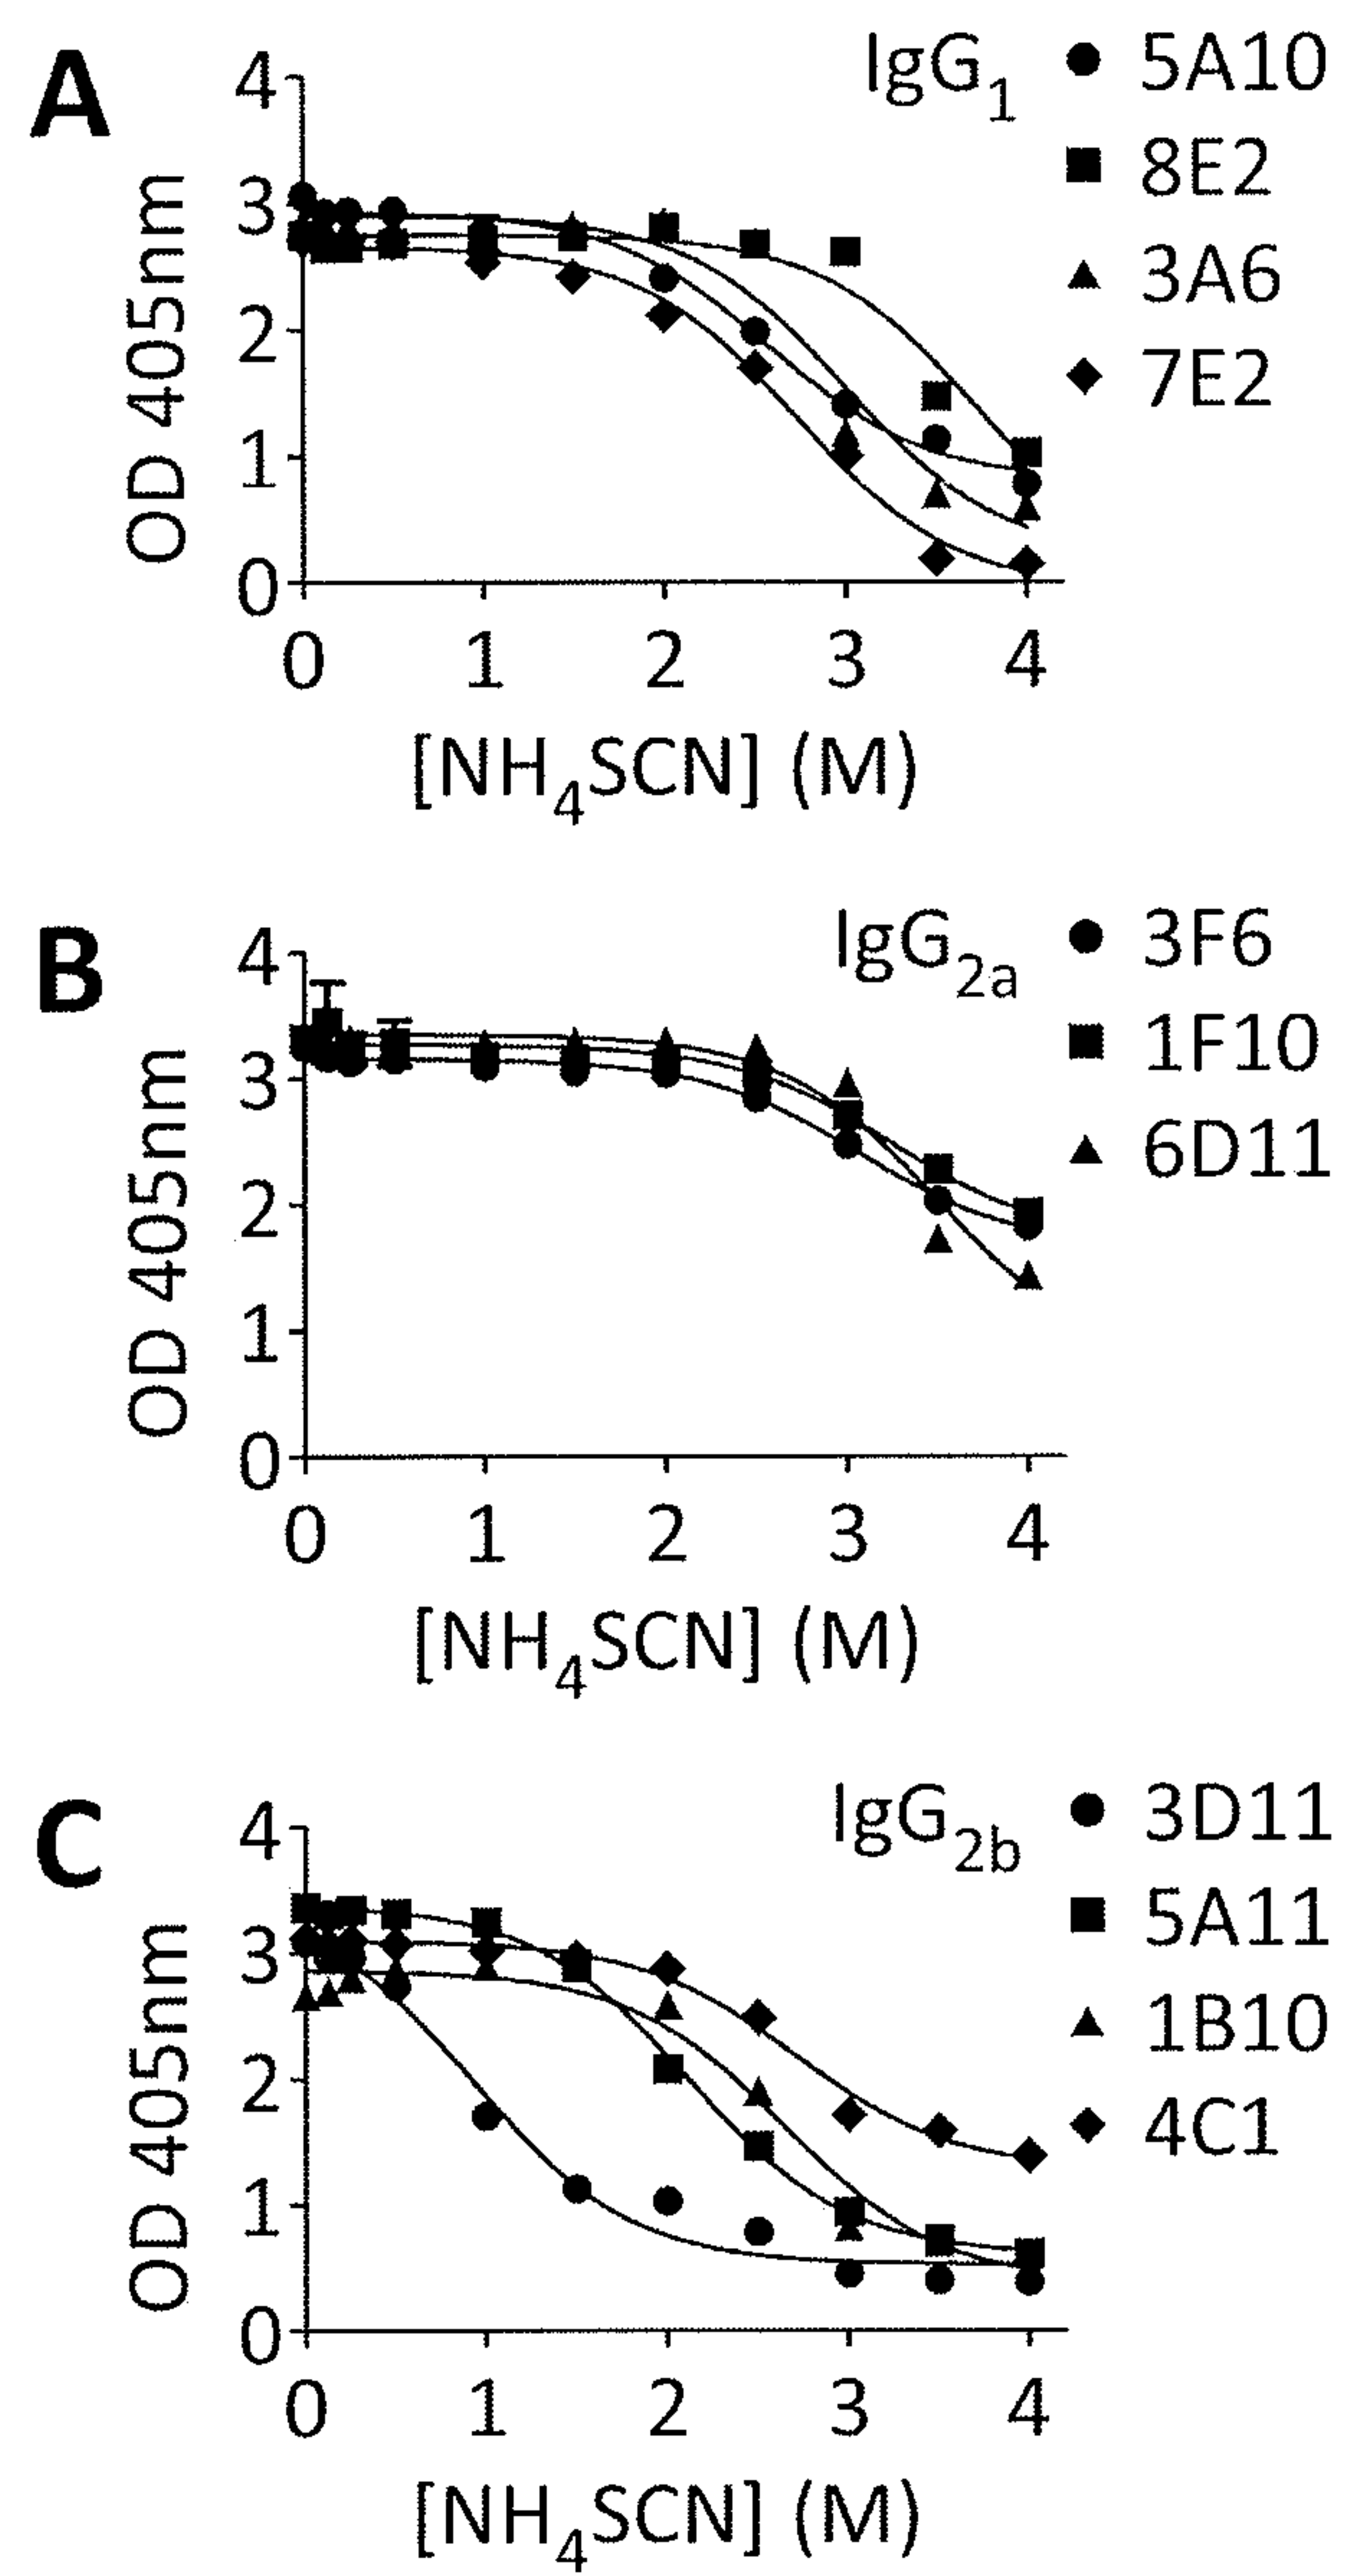 A
IgG1
5A10
8E2
3A6
7E2
OD 405nm
4
3
2
1
0
0 1 2 3 4
[NH4SCN] (M)
B
IgG2a
3F6
1F10
6D11
OD 405nm
4
3
2
1
0
0 1 2 3 4
[NH4SCN] (M)
C
IgG2b
3D11
5A11
1B10
4C1
OD 405nm
4
3
2
1
0
0 1 2 3 4
[NH4SCN] (M)